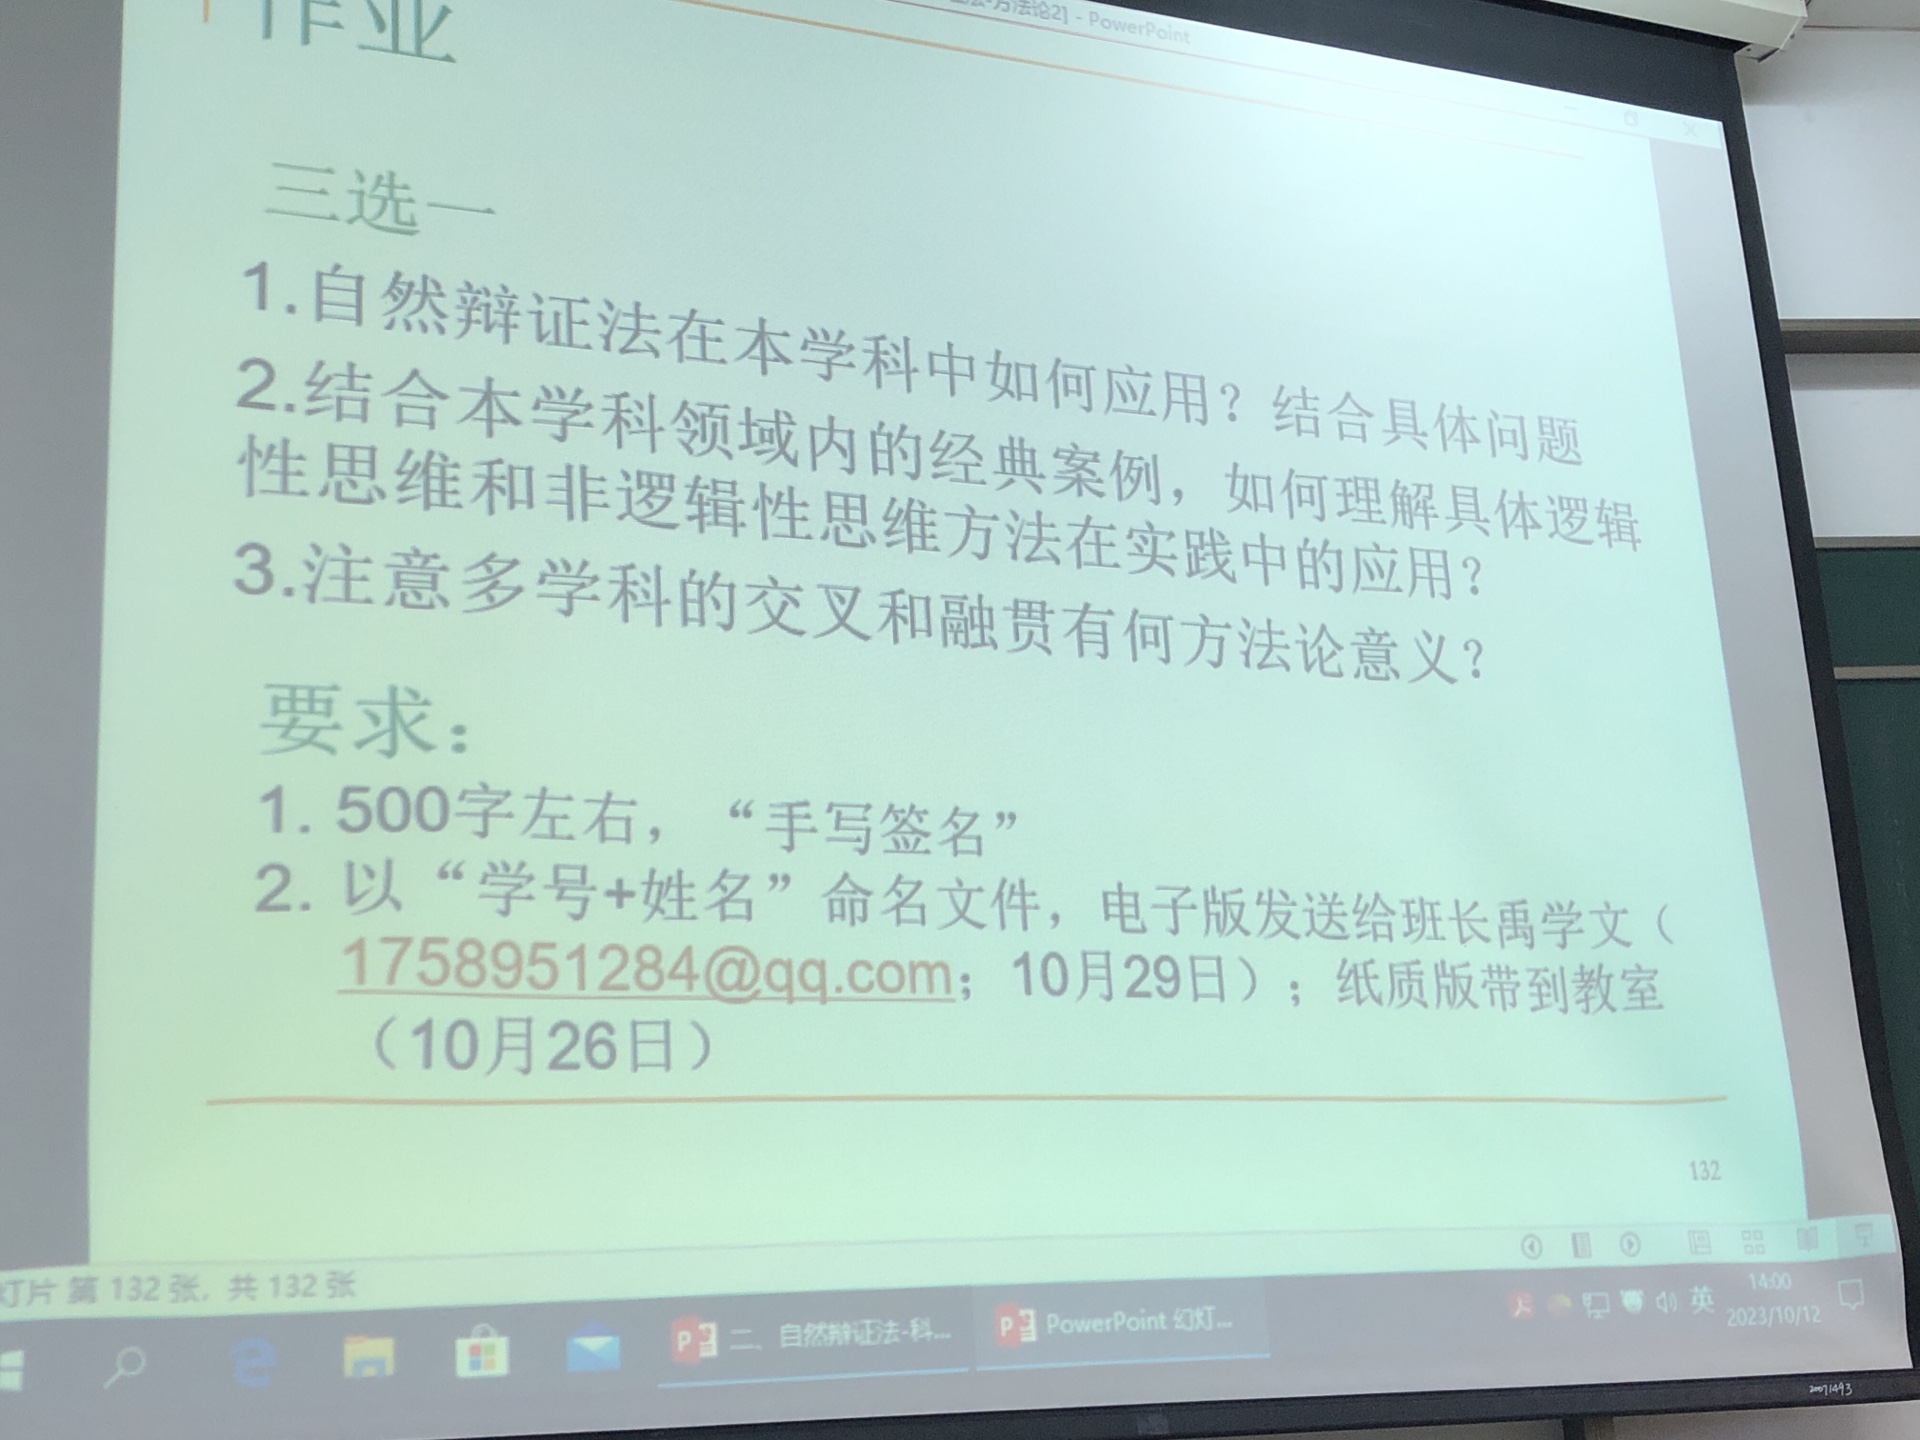 作业
方法论2] - PowerPoint
三选一
1.自然辩证法在本学科中如何应用？结合具体问题
2.结合本学科领域内的经典案例，如何理解具体逻辑
性思维和非逻辑性思维方法在实践中的应用？
3.注意多学科的交叉和融贯有何方法论意义？
要求：
1. 500字左右，“手写签名”
2. 以“学号+姓名”命名文件，电子版发送给班长禹学文（
1758951284@qq.com；10月29日）；纸质版带到教室
（10月26日）
132
灯片 第 132 张，共 132 张
二、自然辩证法-科...
PowerPoint 幻灯...
英
14:00
2023/10/12
20071493